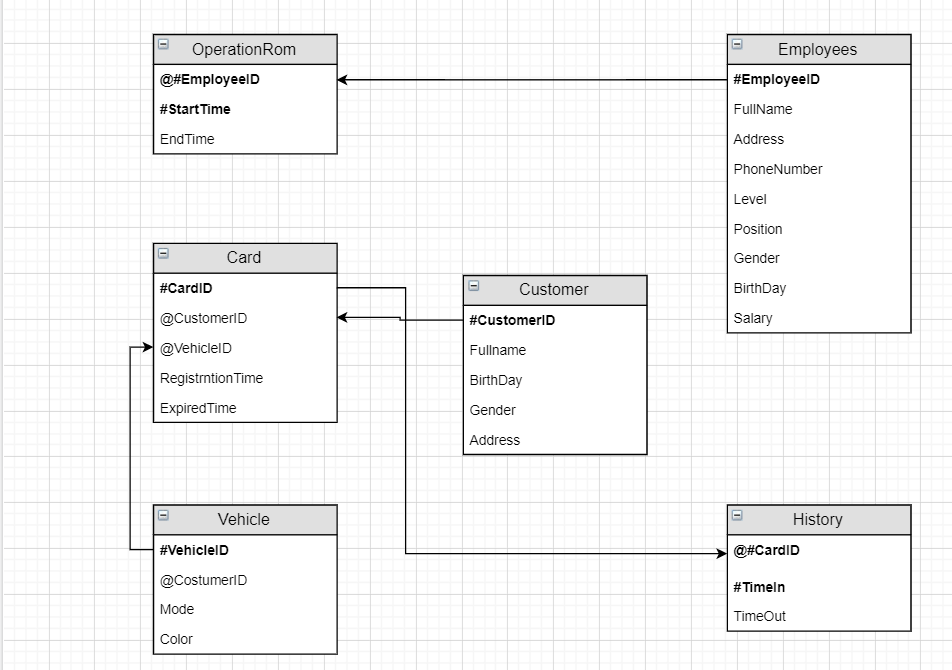 OperationRom
@#EmployeeID
#StartTime
EndTime
Employees
#EmployeeID
FullName
Address
PhoneNumber
Level
Position
Gender
BirthDay
Salary
Card
#CardID
@CustomerID
@VehicleID
RegistrntionTime
ExpiredTime
Customer
#CustomerID
Fullname
BirthDay
Gender
Address
Vehicle
#VehicleID
@CostumerID
Mode
Color
History
@#CardID
#TimeIn
TimeOut